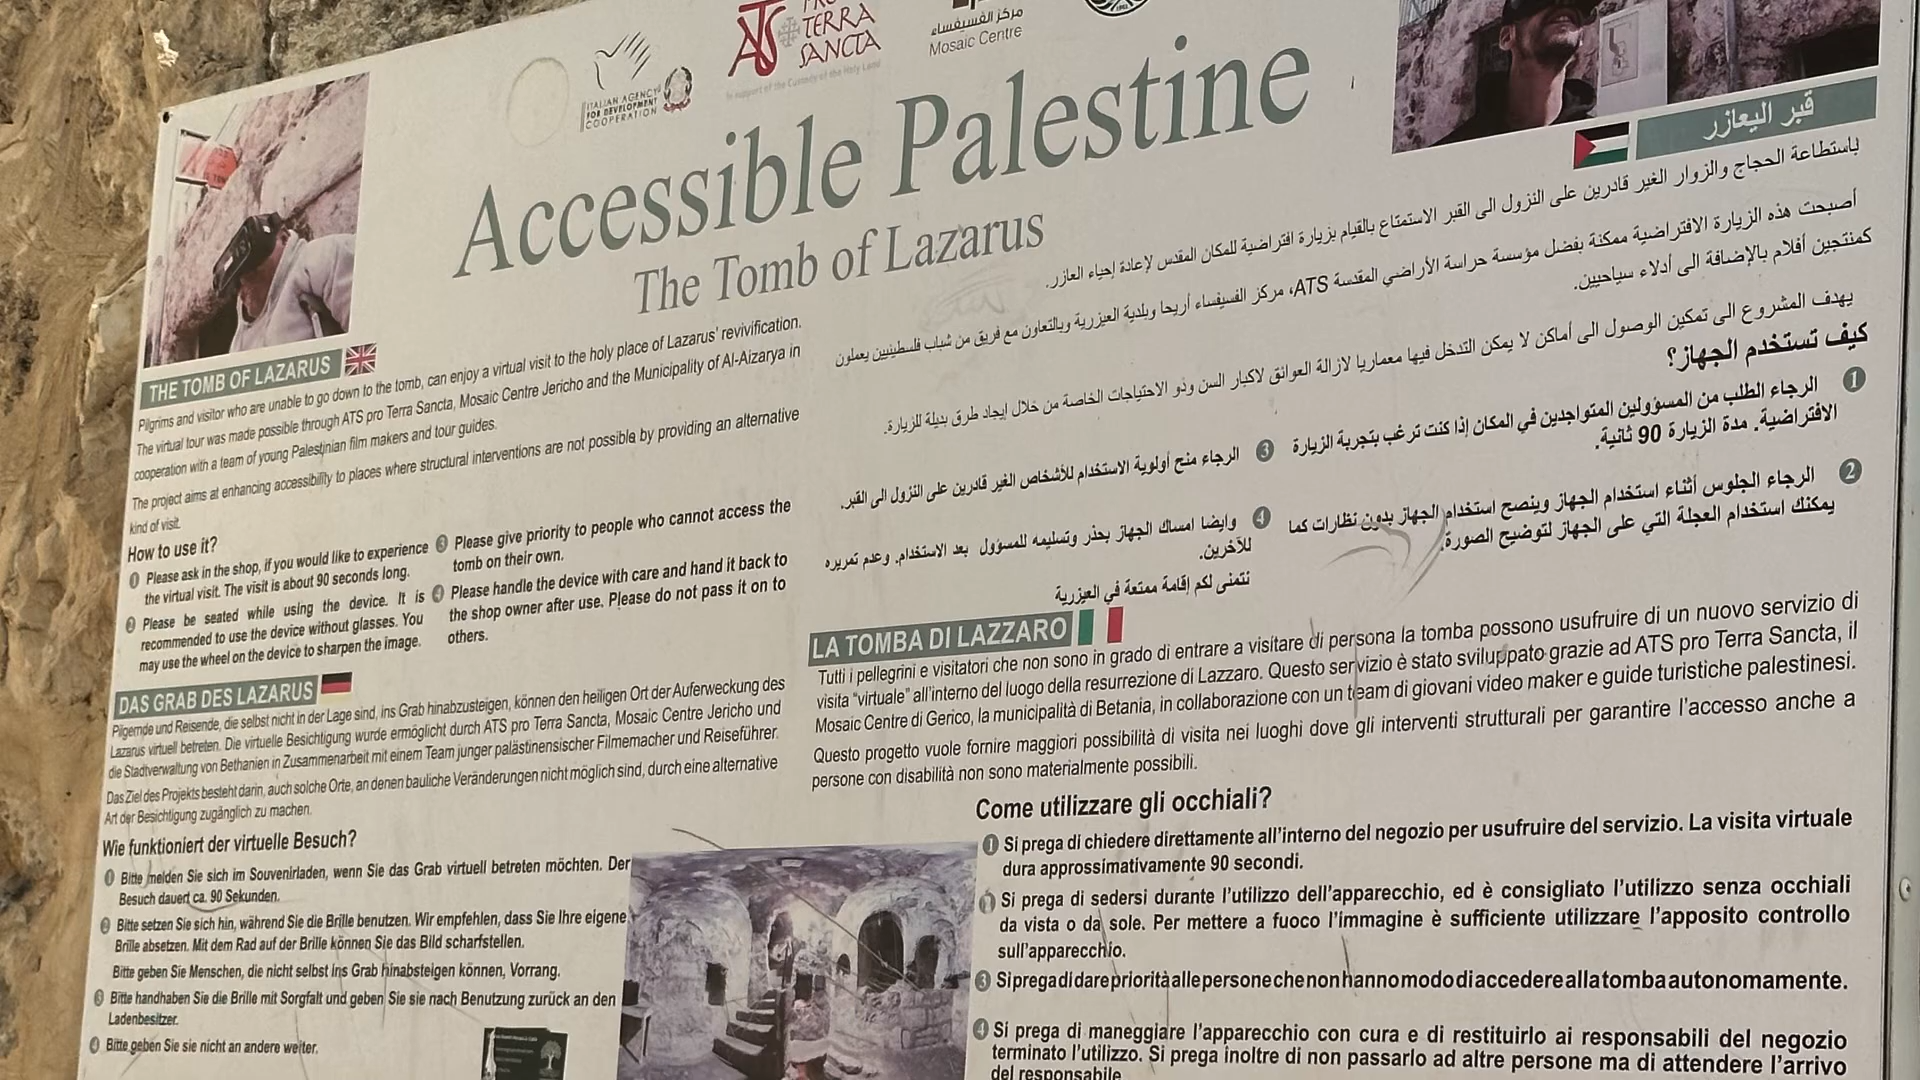 ITALIAN AGENCY
FOR DEVELOPMENT
COOPERATION
ATS
PRO
TERRA
SANCTA
In support of the Custody of the Holy Land
مركز الفسيفساء
Mosaic Centre
Accessible Palestine
The Tomb of Lazarus
THE TOMB OF LAZARUS
Pilgrims and visitor who are unable to go down to the tomb, can enjoy a virtual visit to the holy place of Lazarus' revivification.
The virtual tour was made possible through ATS pro Terra Sancta, Mosaic Centre Jericho and the Municipality of Al-Aizarya in
cooperation with a team of young Palestinian film makers and tour guides.
The project aims at enhancing accessibility to places where structural interventions are not possible by providing an alternative
kind of visit.
How to use it?
1 Please ask in the shop, if you would like to experience
the virtual visit. The visit is about 90 seconds long.
2 Please be seated while using the device. It is
recommended to use the device without glasses. You
may use the wheel on the device to sharpen the image.
3 Please give priority to people who cannot access the
tomb on their own.
4 Please handle the device with care and hand it back to
the shop owner after use. Please do not pass it on to
others.
قبر اليعازر
باستطاعة الحجاج والزوار الغير قادرين على النزول الى القبر الاستمتاع بالقيام بزيارة افتراضية للمكان المقدس لإعادة إحياء العازر.
أصبحت هذه الزيارة الافتراضية ممكنة بفضل مؤسسة حراسة الأراضي المقدسة ATS، مركز الفسيفساء أريحا وبلدية العيزرية وبالتعاون مع فريق من شباب فلسطينيين يعملون
كمنتجين أفلام بالإضافة الى أدلاء سياحيين.
يهدف المشروع الى تمكين الوصول الى أماكن لا يمكن التدخل فيها معماريا لازالة العوائق لاكبار السن وذو الاحتياجات الخاصة من خلال إيجاد طرق بديلة للزيارة.
كيف تستخدم الجهاز؟
1 الرجاء الطلب من المسؤولين المتواجدين في المكان إذا كنت ترغب بتجربة الزيارة
الافتراضية. مدة الزيارة 90 ثانية.
2 الرجاء الجلوس أثناء استخدام الجهاز وينصح استخدام الجهاز بدون نظارات كما
يمكنك استخدام العجلة التي على الجهاز لتوضيح الصورة.
3 الرجاء منح أولوية الاستخدام للأشخاص الغير قادرين على النزول الى القبر.
4 وايضا امساك الجهاز بحذر وتسليمه للمسؤول بعد الاستخدام. وعدم تمريره
للآخرين.
نتمنى لكم إقامة ممتعة في العيزرية
DAS GRAB DES LAZARUS
Pilgernde und Reisende, die selbst nicht in der Lage sind, ins Grab hinabzusteigen, können den heiligen Ort der Auferweckung des
Lazarus virtuell betreten. Die virtuelle Besichtigung wurde ermöglicht durch ATS pro Terra Sancta, Mosaic Centre Jericho und
die Stadtverwaltung von Bethanien in Zusammenarbeit mit einem Team junger palästinensischer Filmemacher und Reiseführer.
Das Ziel des Projekts besteht darin, auch solche Orte, an denen bauliche Veränderungen nicht möglich sind, durch eine alternative
Art der Besichtigung zugänglich zu machen.
Wie funktioniert der virtuelle Besuch?
1 Bitte melden Sie sich im Souvenirladen, wenn Sie das Grab virtuell betreten möchten. Der
Besuch dauert ca. 90 Sekunden.
2 Bitte setzen Sie sich hin, während Sie die Brille benutzen. Wir empfehlen, dass Sie Ihre eigene
Brille absetzen. Mit dem Rad auf der Brille können Sie das Bild scharfstellen.
Bitte geben Sie Menschen, die nicht selbst ins Grab hinabsteigen können, Vorrang.
3 Bitte handhaben Sie die Brille mit Sorgfalt und geben Sie sie nach Benutzung zurück an den
Ladenbesitzer.
4 Bitte geben Sie sie nicht an andere weiter.
LA TOMBA DI LAZZARO
Tutti i pellegrini e visitatori che non sono in grado di entrare a visitare di persona la tomba possono usufruire di un nuovo servizio di
visita "virtuale" all'interno del luogo della resurrezione di Lazzaro. Questo servizio è stato sviluppato grazie ad ATS pro Terra Sancta, il
Mosaic Centre di Gerico, la municipalità di Betania, in collaborazione con un team di giovani video maker e guide turistiche palestinesi.
Questo progetto vuole fornire maggiori possibilità di visita nei luoghi dove gli interventi strutturali per garantire l'accesso anche a
persone con disabilità non sono materialmente possibili.
Come utilizzare gli occhiali?
1 Si prega di chiedere direttamente all'interno del negozio per usufruire del servizio. La visita virtuale
dura approssimativamente 90 secondi.
Si prega di sedersi durante l'utilizzo dell'apparecchio, ed è consigliato l'utilizzo senza occhiali
da vista o da sole. Per mettere a fuoco l'immagine è sufficiente utilizzare l'apposito controllo
sull'apparecchio.
3 Si prega di dare priorità alle persone che non hanno modo di accedere alla tomba autonomamente.
4 Si prega di maneggiare l'apparecchio con cura e di restituirlo ai responsabili del negozio
terminato l'utilizzo. Si prega inoltre di non passarlo ad altre persone ma di attendere l'arrivo
del responsabile